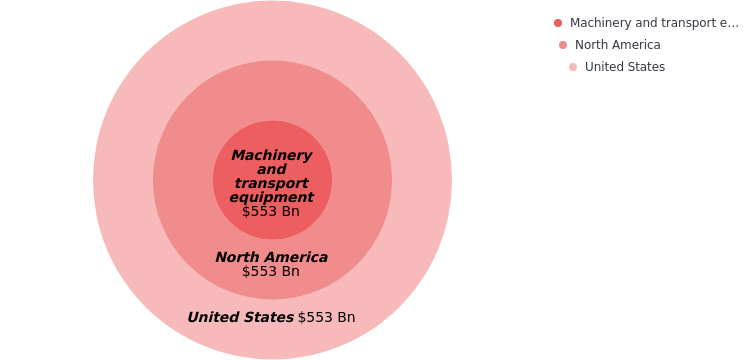 Machinery
and
transport
equipment
$553 Bn
North America
$553 Bn
United States $553 Bn
Machinery and transport e...
North America
United States